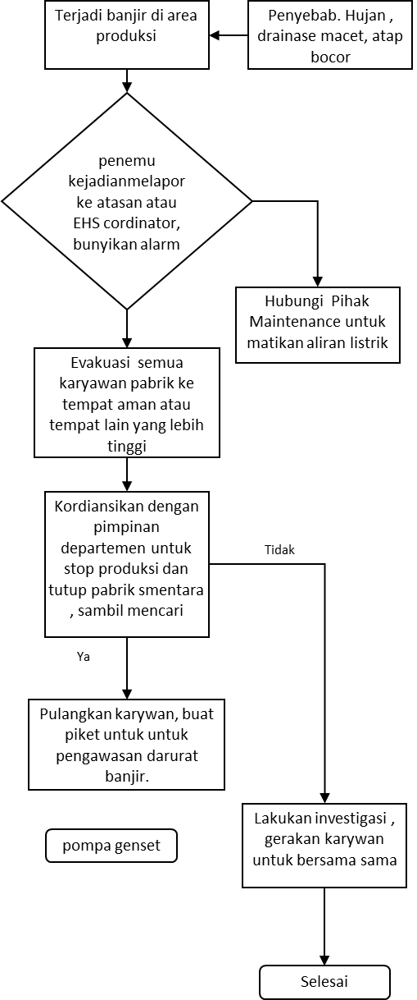 Terjadi banjir di area
produksi
Penyebab. Hujan ,
drainase macet, atap
bocor
penemu
kejadianmelapor
ke atasan atau
EHS cordinator,
bunyikan alarm
Hubungi Pihak
Maintenance untuk
matikan aliran listrik
Evakuasi semua
karyawan pabrik ke
tempat aman atau
tempat lain yang lebih
tinggi
Kordiansikan dengan
pimpinan
departemen untuk
stop produksi dan
tutup pabrik smentara
, sambil mencari
Tidak
Ya
Pulangkan karywan, buat
piket untuk untuk
pengawasan darurat
banjir.
Lakukan investigasi ,
gerakan karywan
untuk bersama sama
pompa genset
Selesai